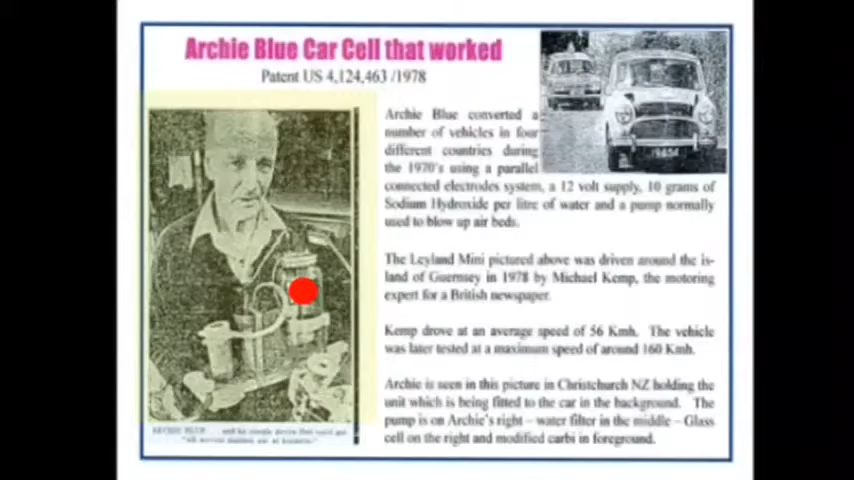 Archie Blue Car Cell that worked
Patent US 4,124,463 /1978
Archie Blue converted a
number of vehicles in four
different countries during
the 1970's using a parallel
connected electrodes system, a 12 volt supply, 10 grams of
Sodium Hydroxide per litre of water and a pump normally
used to blow up air beds.
The Leyland Mini pictured above was driven around the is-
land of Guernsey in 1978 by Michael Kemp, the motoring
expert for a British newspaper.
Kemp drove at an average speed of 56 Kmh. The vehicle
was later tested at a maximum speed of around 160 Kmh.
Archie is seen in this picture in Christchurch NZ holding the
unit which is being fitted to the car in the background. The
pump is on Archie's right – water filter in the middle – Glass
cell on the right and modified carbi in foreground.
ARCHIE BLUE